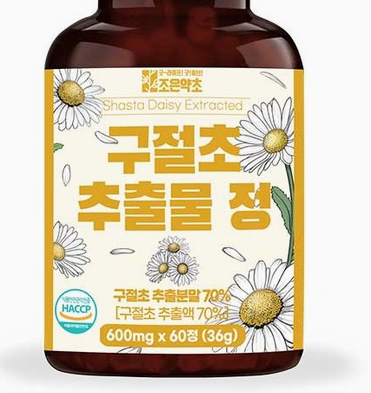 조은약초
Shasta Daisy Extracted
구절초
추출물 정
구절초 추출분말 70%
[구절초 추출액 70%]
HACCP
600mg x 60정 (36g)